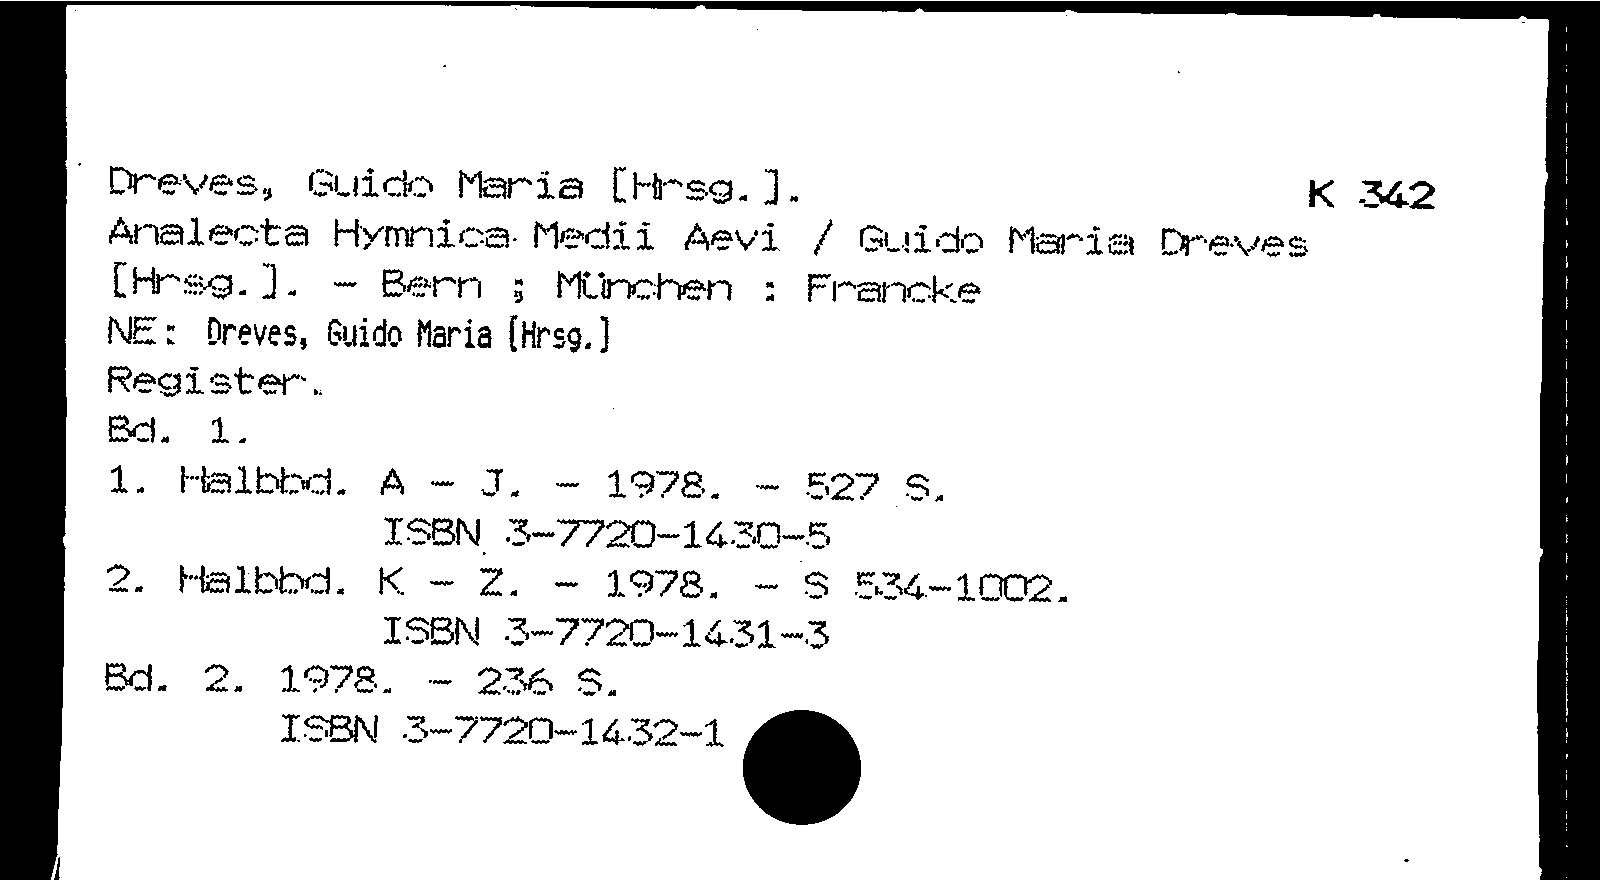 Dreves, Guido Maria [Hrsg.]. K 342
Analecta Hymnica Medii Aevi / Guido Maria Dreves
[Hrsg.]. - Bern ; München : Francke
NE: Dreves, Guido Maria [Hrsg.]
Register.
Bd. 1.
1. Halbbd. A - J. - 1978. - 527 S.
ISBN 3-7720-1430-5
2. Halbbd. K - Z. - 1978. - S 534-1002.
ISBN 3-7720-1431-3
Bd. 2. 1978. - 236 S.
ISBN 3-7720-1432-1